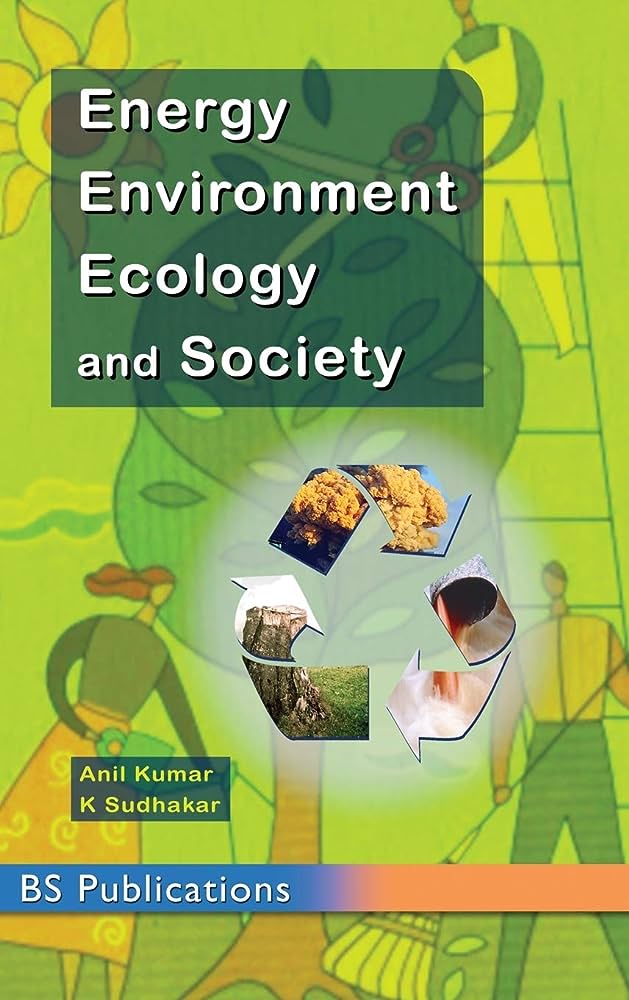 Energy
Environment
Ecology
and Society
Anil Kumar
K Sudhakar
BS Publications